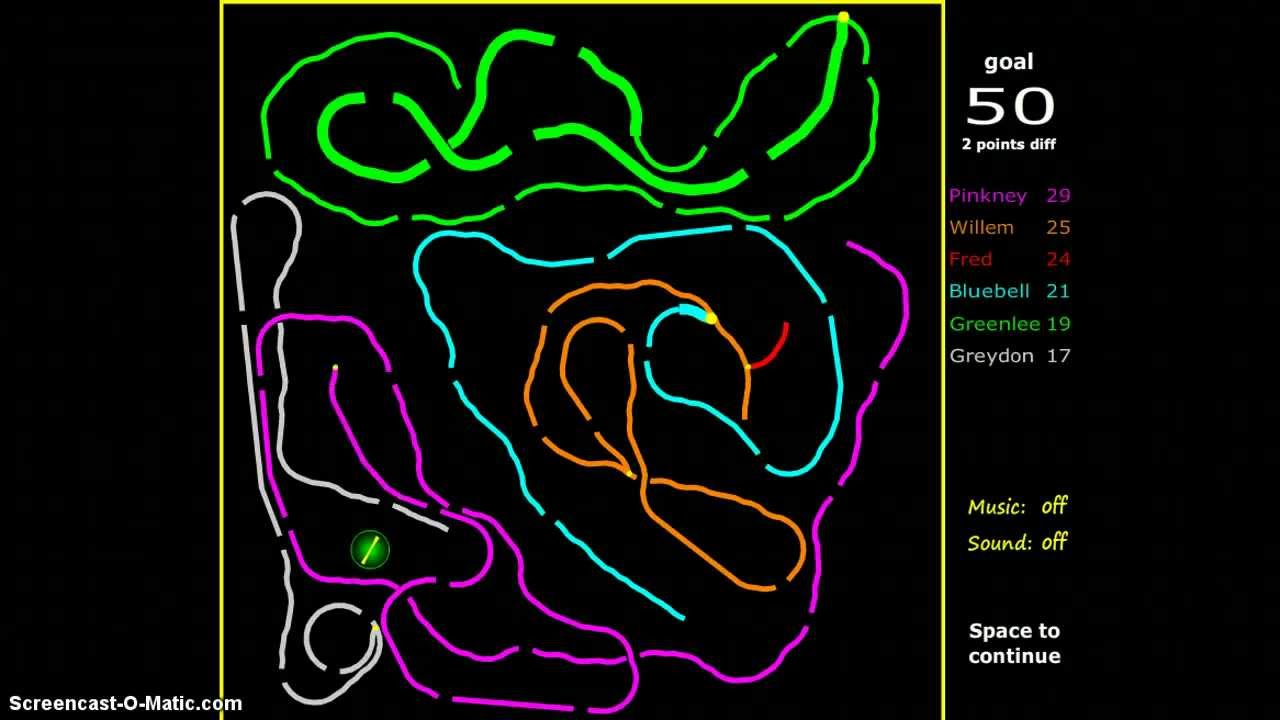 goal
50
2 points diff
Pinkney 29
Willem 25
Fred 24
Bluebell 21
Greenlee 19
Greydon 17
Music: off
Sound: off
Space to
continue
Screencast-O-Matic.com